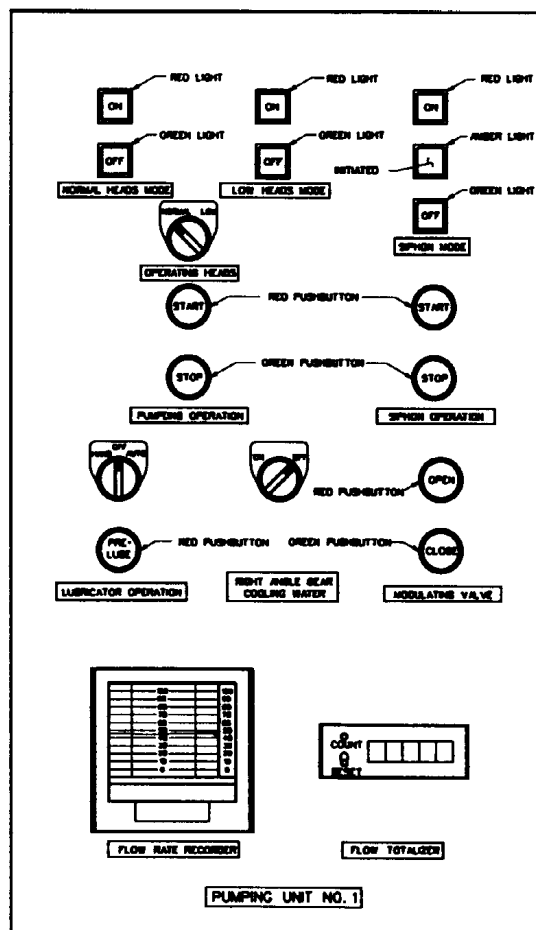 RED LIGHT RED LIGHT RED LIGHT
ON ON ON
GREEN LIGHT GREEN LIGHT AMBER LIGHT
OFF OFF INITIATED
NORMAL HEADS MODE LOW HEADS MODE GREEN LIGHT
OFF
NORMAL LOW SIPHON MODE
OPERATING HEADS
START RED PUSHBUTTON START
STOP GREEN PUSHBUTTON STOP
PUMPING OPERATION SIPHON OPERATION
HAND OFF AUTO ON OFF
RED PUSHBUTTON OPEN
PRE-
LUBE RED PUSHBUTTON GREEN PUSHBUTTON CLOSE
LUBRICATOR OPERATION RIGHT ANGLE GEAR
COOLING WATER MODULATING VALVE
COUNT
RESET
FLOW RATE RECORDER FLOW TOTALIZER
PUMPING UNIT NO. 1